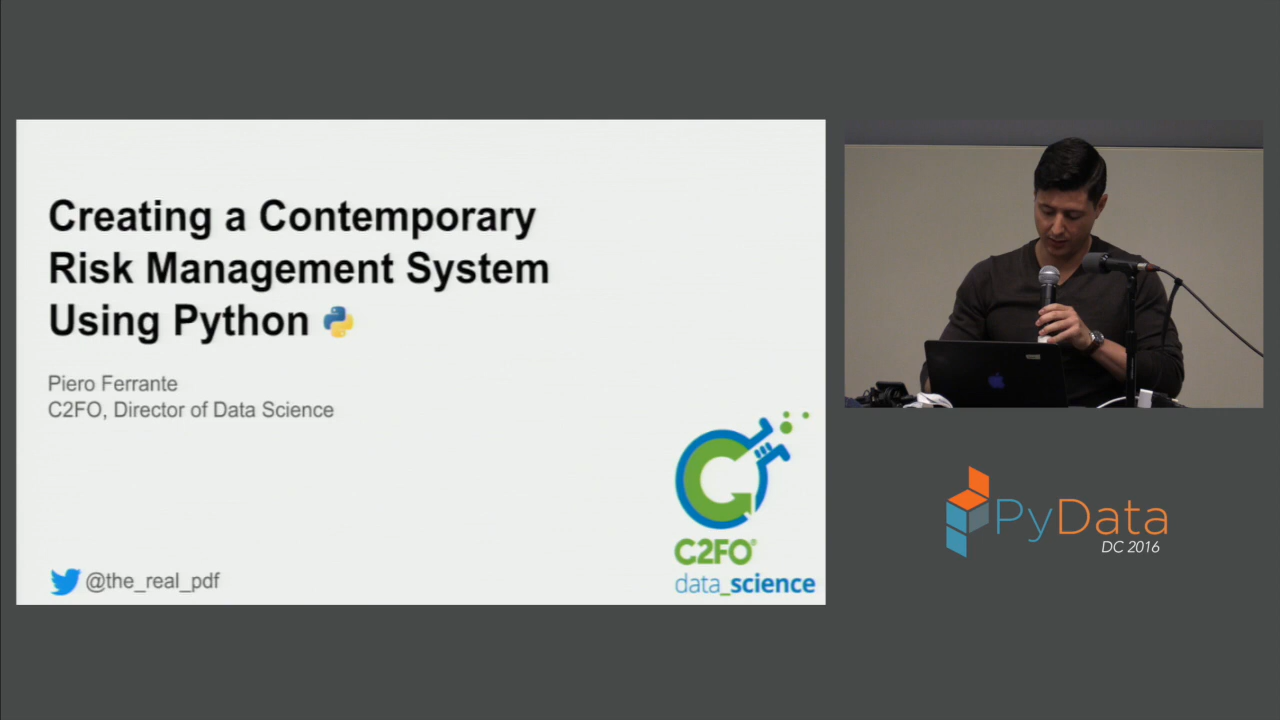 Creating a Contemporary
Risk Management System
Using Python
Piero Ferrante
C2FO, Director of Data Science
@the_real_pdf
C2FO®
data_science
PyData
DC 2016